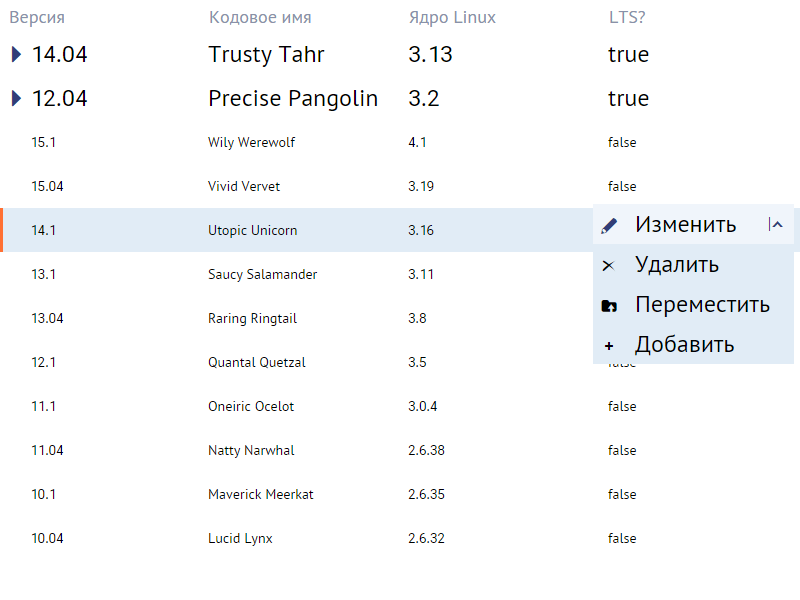 Версия Кодовое имя Ядро Linux LTS?
14.04 Trusty Tahr 3.13 true
12.04 Precise Pangolin 3.2 true
15.1 Wily Werewolf 4.1 false
15.04 Vivid Vervet 3.19 false
14.1 Utopic Unicorn 3.16 Изменить
13.1 Saucy Salamander 3.11 Удалить
13.04 Raring Ringtail 3.8 Переместить
Добавить
12.1 Quantal Quetzal 3.5 false
11.1 Oneiric Ocelot 3.0.4 false
11.04 Natty Narwhal 2.6.38 false
10.1 Maverick Meerkat 2.6.35 false
10.04 Lucid Lynx 2.6.32 false